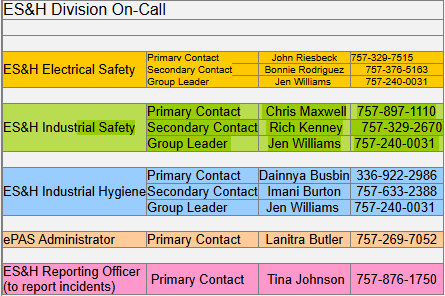 ES&H Division On-Call
ES&H Electrical Safety
Primary Contact John Riesbeck 757-329-7515
Secondary Contact Bonnie Rodriguez 757-376-5163
Group Leader Jen Williams 757-240-0031
ES&H Industrial Safety
Primary Contact Chris Maxwell 757-897-1110
Secondary Contact Rich Kenney 757-329-2670
Group Leader Jen Williams 757-240-0031
ES&H Industrial Hygiene
Primary Contact Dainnya Busbin 336-922-2986
Secondary Contact Imani Burton 757-633-2388
Group Leader Jen Williams 757-240-0031
ePAS Administrator Primary Contact Lanitra Butler 757-269-7052
ES&H Reporting Officer
(to report incidents) Primary Contact Tina Johnson 757-876-1750